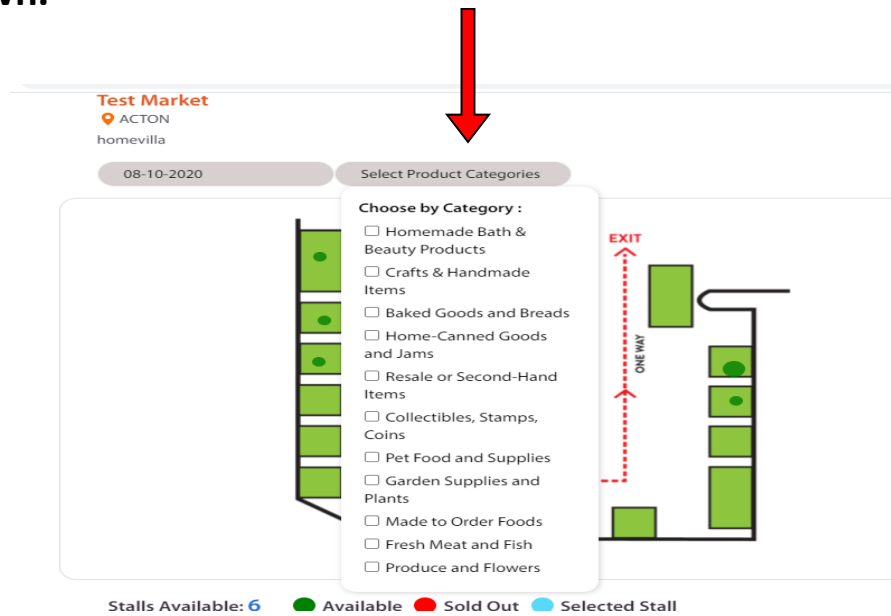 Test Market
ACTON
homevilla
08-10-2020
Select Product Categories
Choose by Category :
Homemade Bath &
Beauty Products
Crafts & Handmade
Items
Baked Goods and Breads
Home-Canned Goods
and Jams
Resale or Second-Hand
Items
Collectibles, Stamps,
Coins
Pet Food and Supplies
Garden Supplies and
Plants
Made to Order Foods
Fresh Meat and Fish
Produce and Flowers
EXIT
ONE WAY
Stalls Available: 6 Available Sold Out Selected Stall